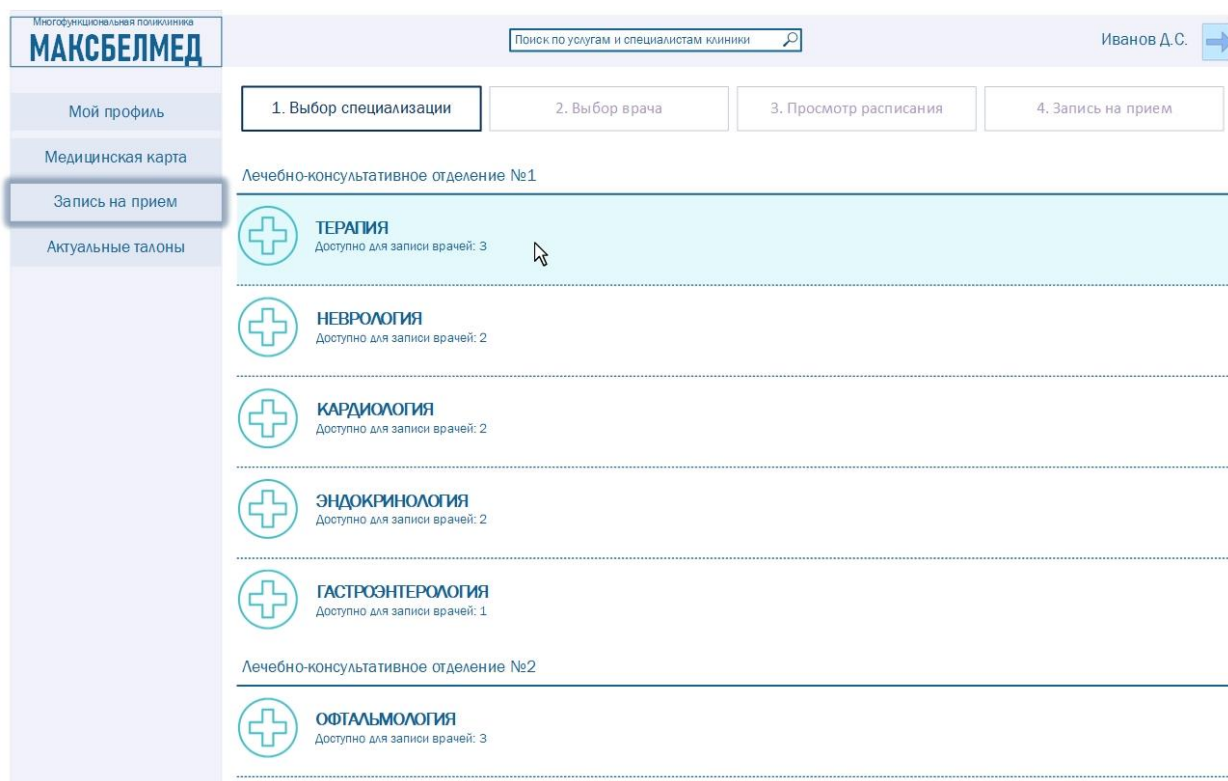 Многофункциональная поликлиника
МАКСБЕЛМЕД
Поиск по услугам и специалистам клиники
Иванов Д.С.
Мой профиль
Медицинская карта
Запись на прием
Актуальные талоны
1. Выбор специализации
2. Выбор врача
3. Просмотр расписания
4. Запись на прием
Лечебно-консультативное отделение №1
ТЕРАПИЯ
Доступно для записи врачей: 3
НЕВРОЛОГИЯ
Доступно для записи врачей: 2
КАРДИОЛОГИЯ
Доступно для записи врачей: 2
ЭНДОКРИНОЛОГИЯ
Доступно для записи врачей: 2
ГАСТРОЭНТЕРОЛОГИЯ
Доступно для записи врачей: 1
Лечебно-консультативное отделение №2
ОФТАЛЬМОЛОГИЯ
Доступно для записи врачей: 3